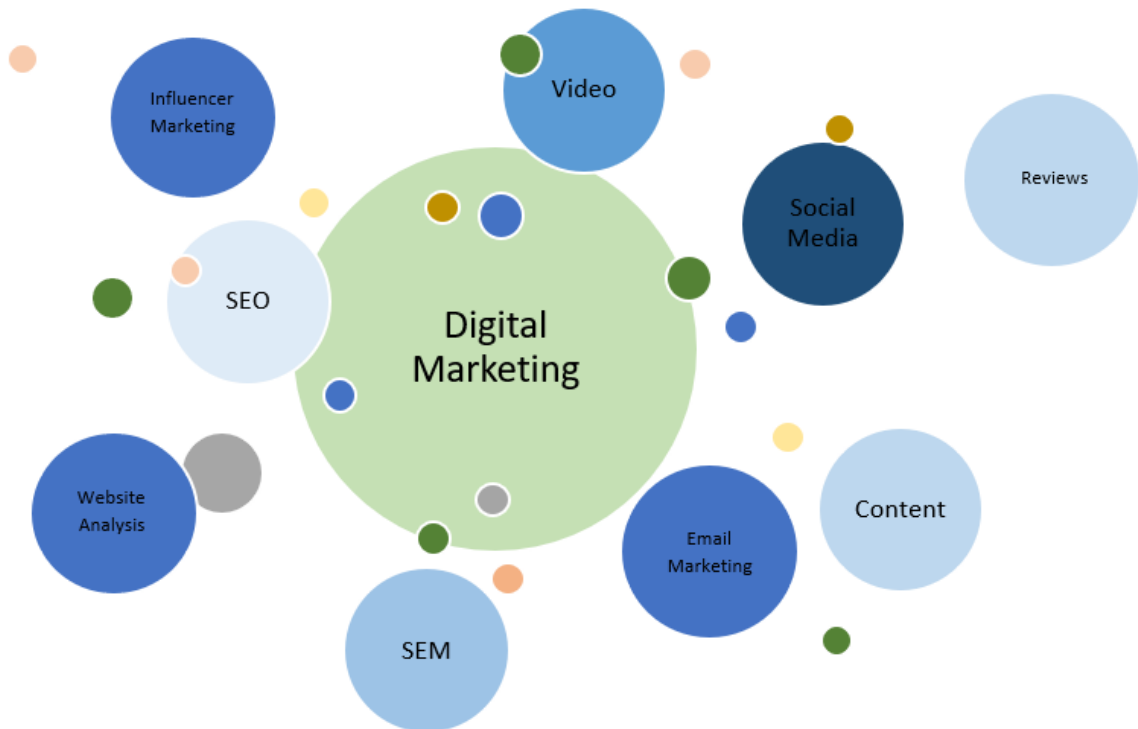 Influencer
Marketing
Video
Reviews
Social
Media
SEO
Digital
Marketing
Website
Analysis
Content
Email
Marketing
SEM